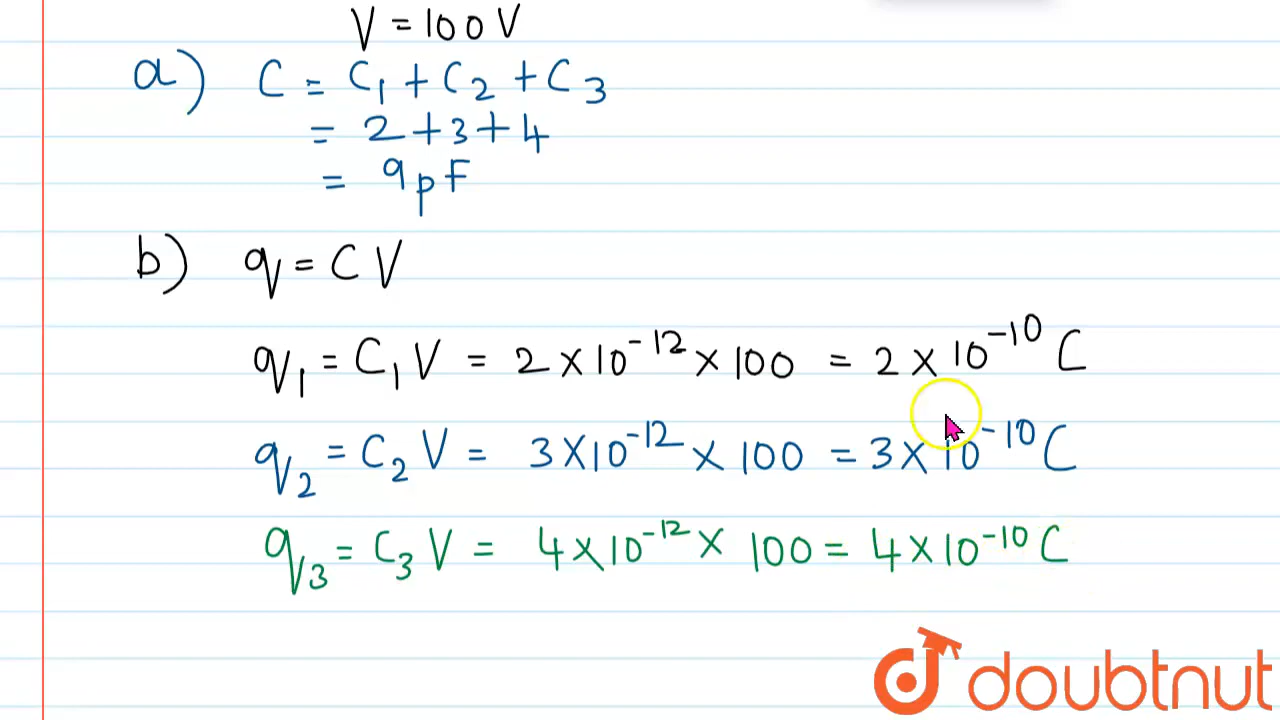 V = 100 V
a) C = C₁ + C₂ + C₃
= 2 + 3 + 4
= 9 pF
b) q = C V
q₁ = C₁ V = 2 × 10⁻¹² × 100 = 2 × 10⁻¹⁰ C
q₂ = C₂ V = 3 × 10⁻¹² × 100 = 3 × 10⁻¹⁰ C
q₃ = C₃ V = 4 × 10⁻¹² × 100 = 4 × 10⁻¹⁰ C
doubtnut